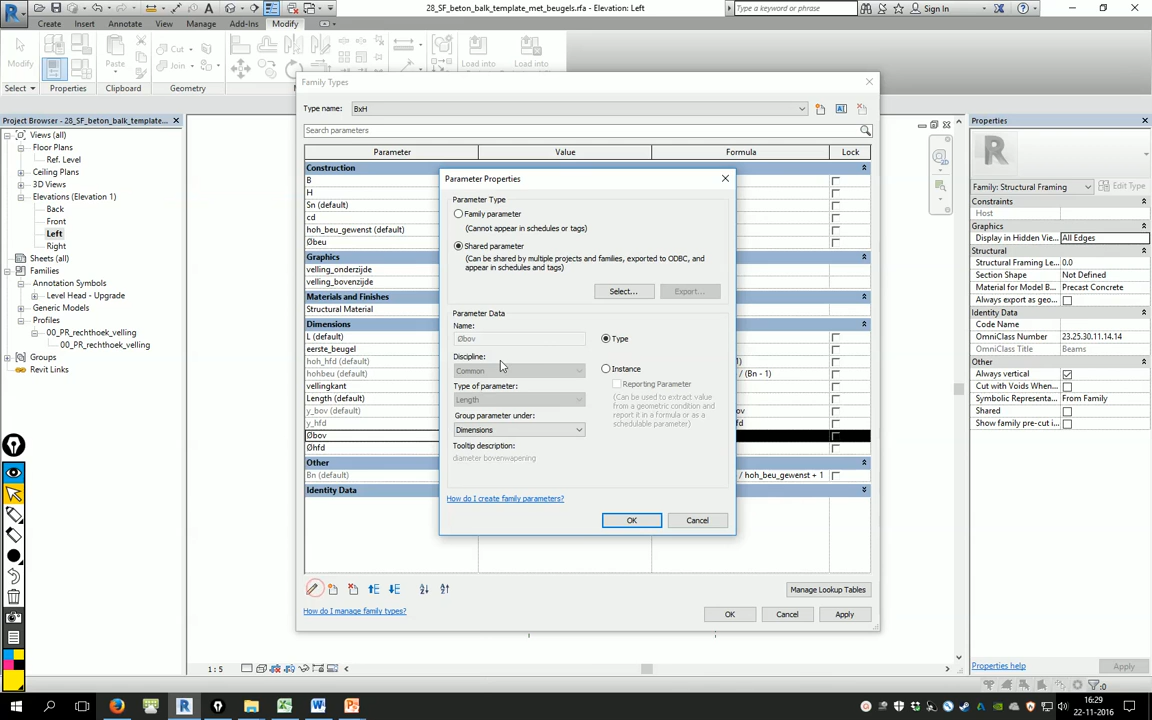 28_SF_beton_balk_template_met_beugels.rfa - Elevation: Left
Type a keyword or phrase
Sign In
Create Insert Annotate View Manage Add-Ins Modify
Modify
Cut
Join
Paste
Load into
Load into
Select
Properties
Clipboard
Geometry
Project Browser - 28_SF_beton_balk_template...
Views (all)
Floor Plans
Ref. Level
Ceiling Plans
3D Views
Elevations (Elevation 1)
Back
Front
Left
Right
Sheets (all)
Families
Annotation Symbols
Level Head - Upgrade
Generic Models
Profiles
00_PR_rechthoek_velling
00_PR_rechthoek_velling
Groups
Revit Links
Family Types
Type name:
BxH
Search parameters
Parameter Value Formula Lock
Construction
B
H
Sn (default)
cd
hoh_beu_gewenst (default)
Øbeu
Graphics
velling_onderzijde
velling_bovenzijde
Materials and Finishes
Structural Material
Dimensions
L (default)
eerste_beugel
hoh_hfd (default)
hohbeu (default)
/ (Bn - 1)
vellingkant
Length (default)
y_bov (default)
y_hfd
Øbov
Øhfd
Other
Bn (default)
/ hoh_beu_gewenst + 1
Identity Data
Manage Lookup Tables
How do I manage family types?
OK
Cancel
Apply
Parameter Properties
Parameter Type
Family parameter
(Cannot appear in schedules or tags)
Shared parameter
(Can be shared by multiple projects and families, exported to ODBC, and
appear in schedules and tags)
Select...
Export...
Parameter Data
Name:
Øbov
Type
Discipline:
Common
Instance
Reporting Parameter
(Can be used to extract value
from a geometric condition and
report it in a formula or as a
schedulable parameter)
Type of parameter:
Length
Group parameter under:
Dimensions
Tooltip description:
diameter bovenwapening
How do I create family parameters?
OK
Cancel
Properties
Family: Structural Framing
Edit Type
Constraints
Host
Graphics
Display in Hidden Vie... All Edges
Structural Framing Le... 0.0
Section Shape Not Defined
Material for Model B... Precast Concrete
Always export as geo...
Identity Data
Code Name
OmniClass Number 23.25.30.11.14.14
OmniClass Title Beams
Other
Always vertical
Cut with Voids When...
Symbolic Representa... From Family
Shared
Show family pre-cut i...
Properties help
Apply
1 : 5
:0
16:29
22-11-2016